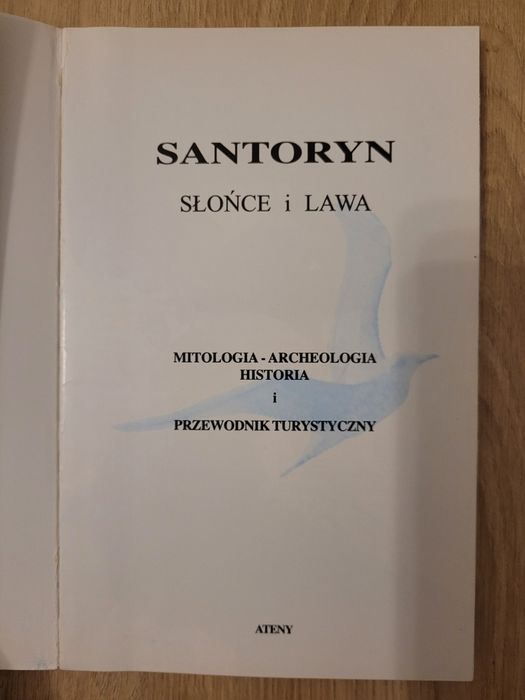 SANTORYN
SŁOŃCE i LAWA
MITOLOGIA - ARCHEOLOGIA
HISTORIA
i
PRZEWODNIK TURYSTYCZNY
ATENY